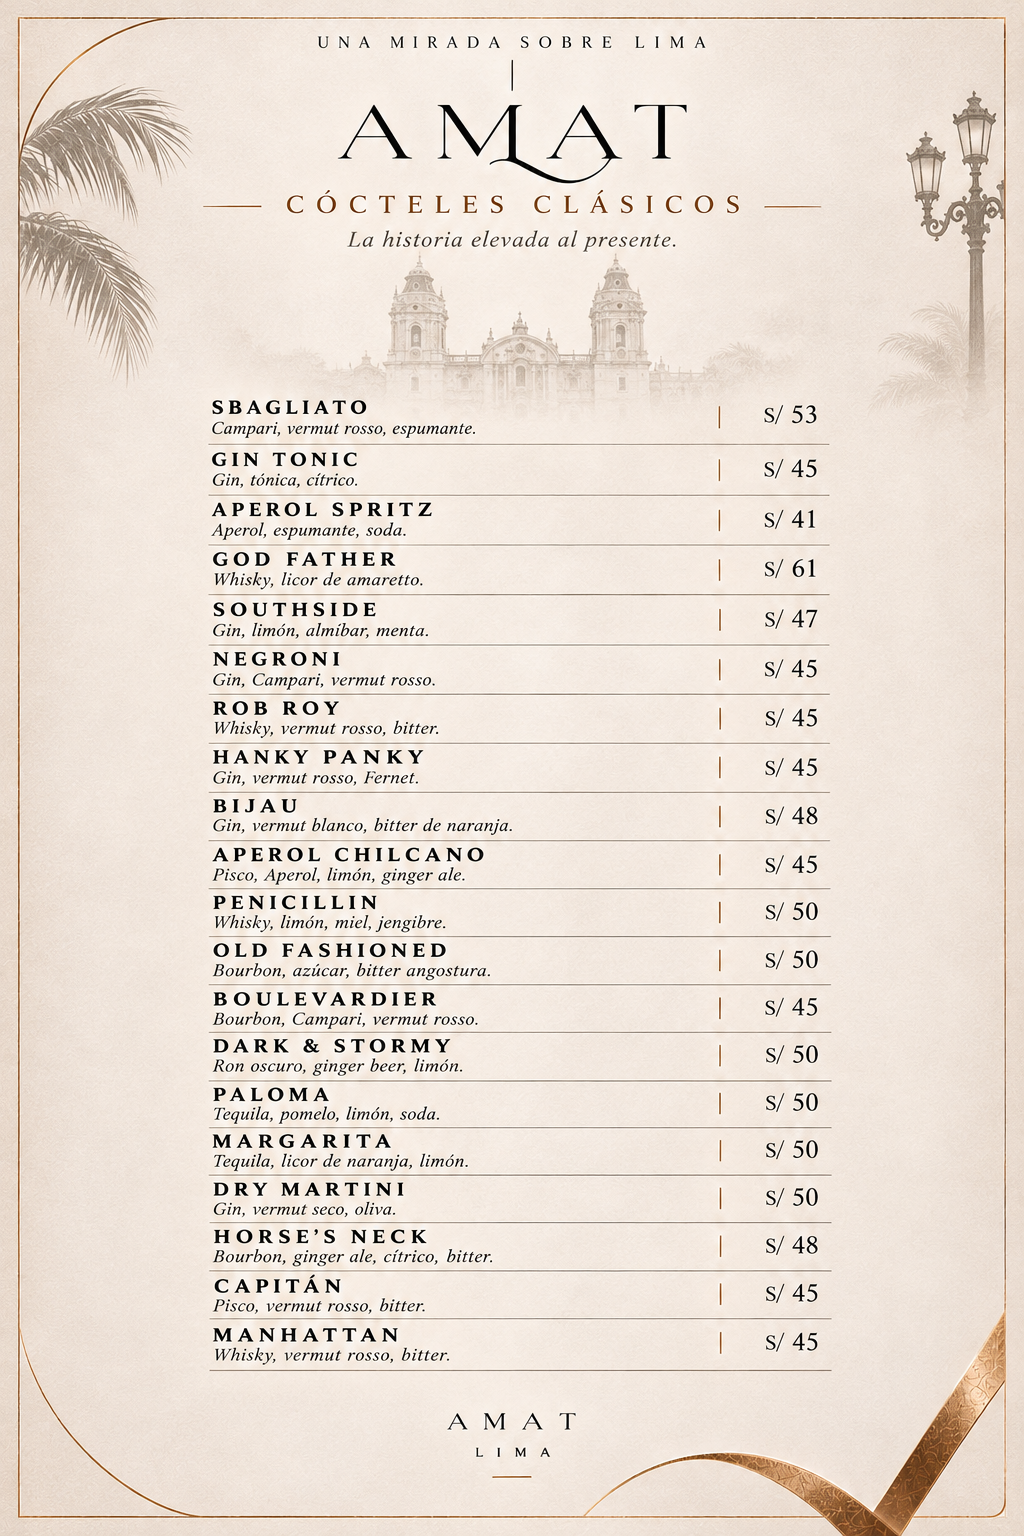 UNA MIRADA SOBRE LIMA
AMAT
CÓCTELES CLÁSICOS
La historia elevada al presente.
SBAGLIATO
Campari, vermut rosso, espumante.
S/ 53
GIN TONIC
Gin, tónica, cítrico.
S/ 45
APEROL SPRITZ
Aperol, espumante, soda.
S/ 41
GOD FATHER
Whisky, licor de amaretto.
S/ 61
SOUTHSIDE
Gin, limón, almíbar, menta.
S/ 47
NEGRONI
Gin, Campari, vermut rosso.
S/ 45
ROB ROY
Whisky, vermut rosso, bitter.
S/ 45
HANKY PANKY
Gin, vermut rosso, Fernet.
S/ 45
BIJAU
Gin, vermut blanco, bitter de naranja.
S/ 48
APEROL CHILCANO
Pisco, Aperol, limón, ginger ale.
S/ 45
PENICILLIN
Whisky, limón, miel, jengibre.
S/ 50
OLD FASHIONED
Bourbon, azúcar, bitter angostura.
S/ 50
BOULEVARDIER
Bourbon, Campari, vermut rosso.
S/ 45
DARK & STORMY
Ron oscuro, ginger beer, limón.
S/ 50
PALOMA
Tequila, pomelo, limón, soda.
S/ 50
MARGARITA
Tequila, licor de naranja, limón.
S/ 50
DRY MARTINI
Gin, vermut seco, oliva.
S/ 50
HORSE’S NECK
Bourbon, ginger ale, cítrico, bitter.
S/ 48
CAPITÁN
Pisco, vermut rosso, bitter.
S/ 45
MANHATTAN
Whisky, vermut rosso, bitter.
S/ 45
AMAT
LIMA